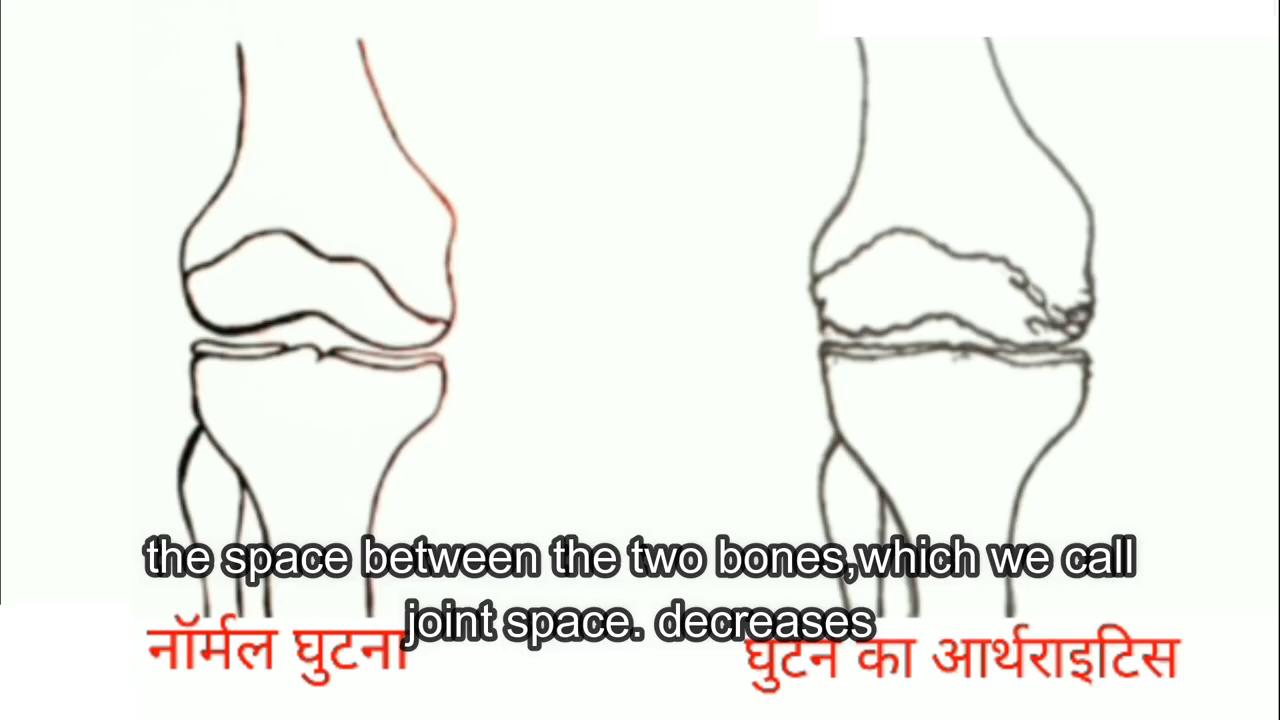 the space between the two bones,which we call
joint space. decreases
नॉर्मल घुटना
घुटने का आर्थराइटिस